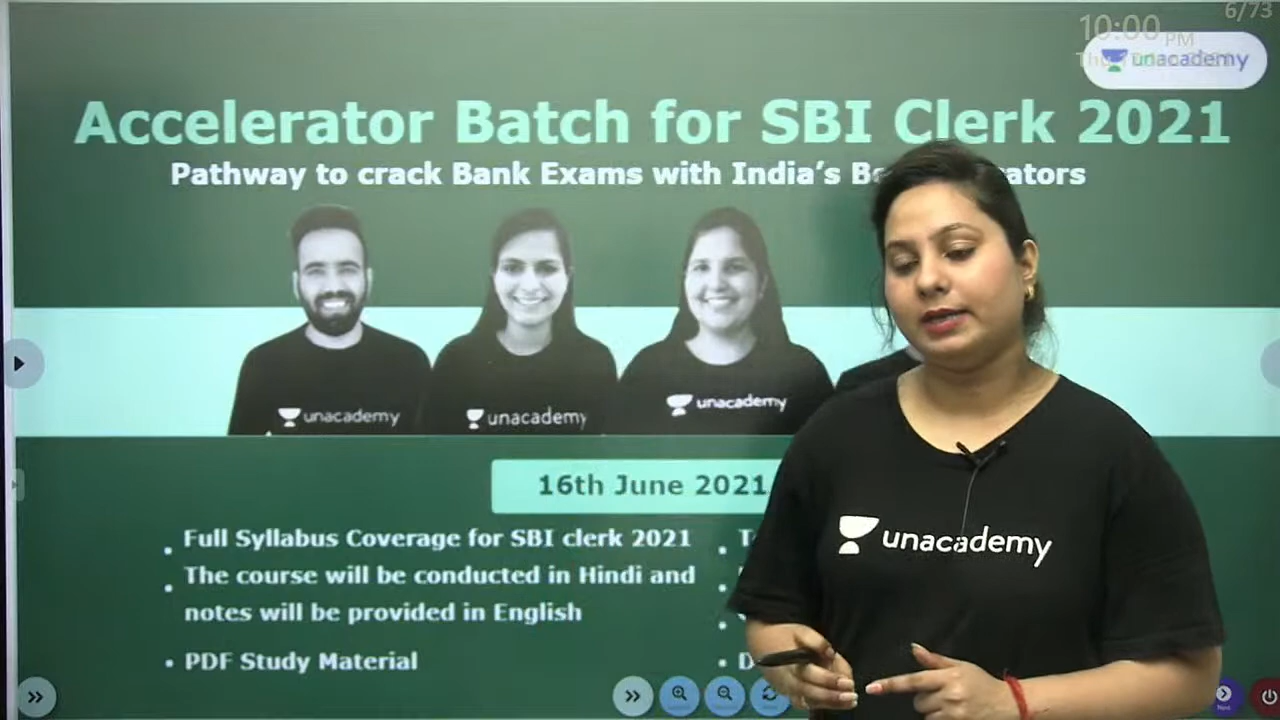 6/73
10:00 PM
unacademy
Accelerator Batch for SBI Clerk 2021
Pathway to crack Bank Exams with India's
unacademy
unacademy
unacademy
16th June 2021
unacademy
Full Syllabus Coverage for SBI clerk 2021
The course will be conducted in Hindi and
notes will be provided in English
PDF Study Material
Next